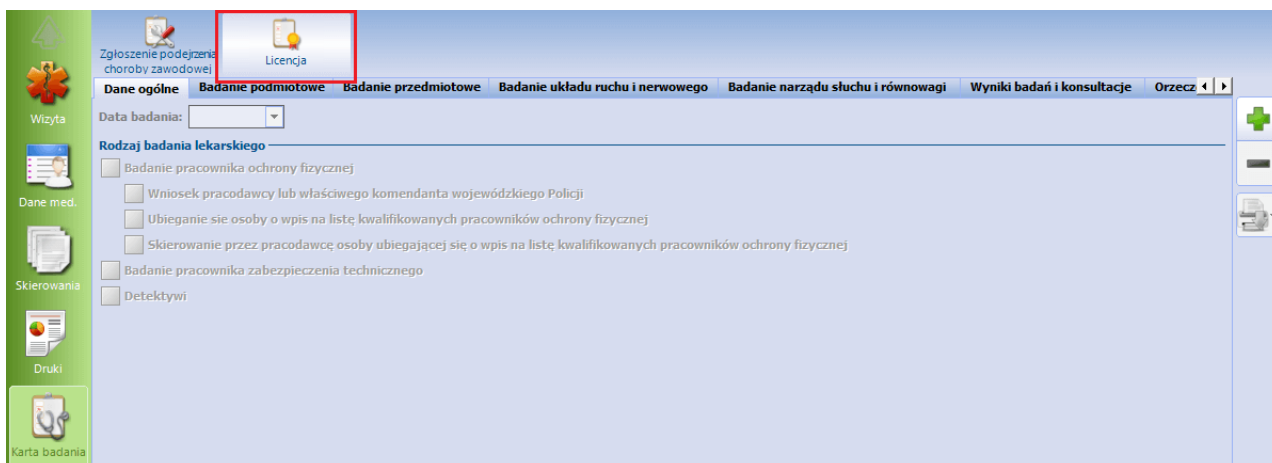 Zgłoszenie podejrzenia
choroby zawodowej
Licencja
Dane ogólne Badanie podmiotowe Badanie przedmiotowe Badanie układu ruchu i nerwowego Badanie narządu słuchu i równowagi Wyniki badań i konsultacje Orzecz
Wizyta
Data badania:
Rodzaj badania lekarskiego
Badanie pracownika ochrony fizycznej
Wniosek pracodawcy lub właściwego komendanta wojewódzkiego Policji
Dane med.
Ubieganie sie osoby o wpis na listę kwalifikowanych pracowników ochrony fizycznej
Skierowanie przez pracodawcę osoby ubiegającej się o wpis na listę kwalifikowanych pracowników ochrony fizycznej
Badanie pracownika zabezpieczenia technicznego
Skierowania
Detektywi
Druki
Karta badania